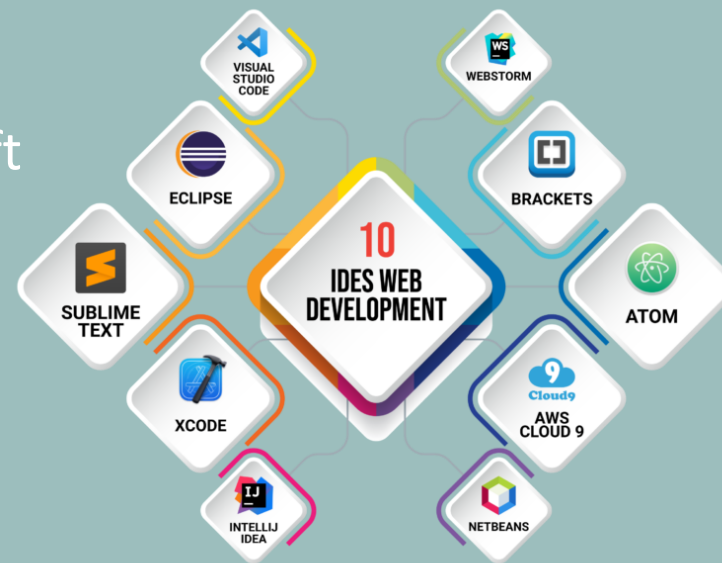 ft
VISUAL
STUDIO
CODE
WS
WEBSTORM
ECLIPSE
BRACKETS
10
IDES WEB
DEVELOPMENT
SUBLIME
TEXT
ATOM
XCODE
9
Cloud9
AWS
CLOUD 9
IJ
INTELLIJ
IDEA
NETBEANS